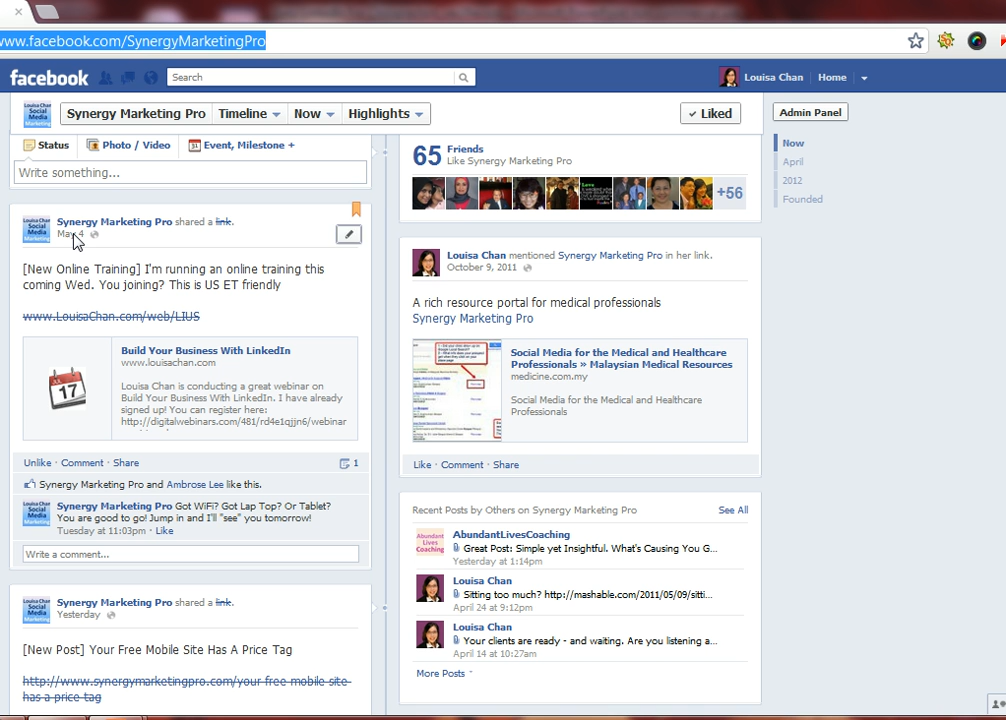 www.facebook.com/SynergyMarketingPro
facebook
Search
Louisa Chan
Home
Louisa Chan
Social
Media
Marketing
Synergy Marketing Pro
Timeline
Now
Highlights
✓ Liked
Admin Panel
Status
Photo / Video
Event, Milestone +
Write something...
Now
April
2012
Founded
65
Friends
Like Synergy Marketing Pro
+56
Synergy Marketing Pro shared a link.
May 4
[New Online Training] I'm running an online training this
coming Wed. You joining? This is US ET friendly
www.LouisaChan.com/web/LIUS
17
Build Your Business With LinkedIn
www.louisachan.com
Louisa Chan is conducting a great webinar on
Build Your Business With LinkedIn. I have already
signed up! You can register here:
http://digitalwebinars.com/481/rd4e1qjjn6/webinar
Unlike · Comment · Share
1
Synergy Marketing Pro and Ambrose Lee like this.
Synergy Marketing Pro Got WiFi? Got Lap Top? Or Tablet?
You are good to go! Jump in and I'll "see" you tomorrow!
Tuesday at 11:03pm · Like
Write a comment...
Synergy Marketing Pro shared a link.
Yesterday
[New Post] Your Free Mobile Site Has A Price Tag
http://www.synergymarketingpro.com/your-free-mobile-site-
has-a-price-tag
Louisa Chan mentioned Synergy Marketing Pro in her link.
October 9, 2011
A rich resource portal for medical professionals
Synergy Marketing Pro
Social Media for the Medical and Healthcare
Professionals » Malaysian Medical Resources
medicine.com.my
Social Media for the Medical and Healthcare
Professionals
Like · Comment · Share
Recent Posts by Others on Synergy Marketing Pro
See All
Abundant
Lives
Coaching
AbundantLivesCoaching
Great Post: Simple yet Insightful. What's Causing You G...
Yesterday at 1:14pm
Louisa Chan
Sitting too much? http://mashable.com/2011/05/09/sitti...
April 24 at 9:12pm
Louisa Chan
Your clients are ready - and waiting. Are you listening a...
April 14 at 10:27am
More Posts